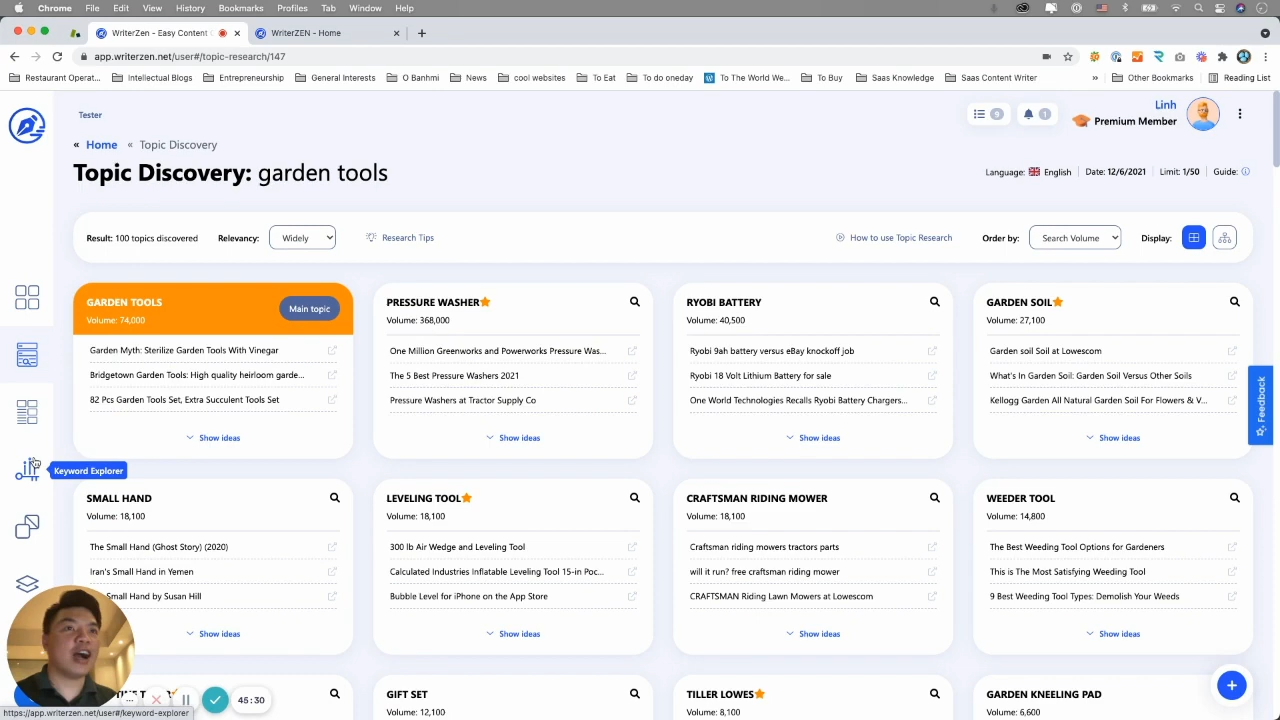 Chrome File Edit View History Bookmarks Profiles Tab Window Help
WriterZEN - Easy Content
WriterZEN - Home
app.writerzen.net/user#/topic-research/147
Restaurant Operat...
Intellectual Blogs
Entrepreneurship
General Interests
O Banhmi
News
cool websites
To Eat
To do oneday
To The World We...
To Buy
Saas Knowledge
Saas Content Writer
»
Other Bookmarks
Reading List
Tester
9
1
Linh
Premium Member
« Home « Topic Discovery
Topic Discovery: garden tools
Language: English
Date: 12/6/2021
Limit: 1/50
Guide:
Result: 100 topics discovered
Relevancy:
Widely
Research Tips
How to use Topic Research
Order by:
Search Volume
Display:
GARDEN TOOLS
Volume: 74,000
Main topic
Garden Myth: Sterilize Garden Tools With Vinegar
Bridgetown Garden Tools: High quality heirloom garde...
82 Pcs Garden Tools Set, Extra Succulent Tools Set
Show ideas
PRESSURE WASHER
Volume: 368,000
One Million Greenworks and Powerworks Pressure Was...
The 5 Best Pressure Washers 2021
Pressure Washers at Tractor Supply Co
Show ideas
RYOBI BATTERY
Volume: 40,500
Ryobi 9ah battery versus eBay knockoff job
Ryobi 18 Volt Lithium Battery for sale
One World Technologies Recalls Ryobi Battery Chargers...
Show ideas
GARDEN SOIL
Volume: 27,100
Garden soil Soil at Lowescom
What's In Garden Soil: Garden Soil Versus Other Soils
Kellogg Garden All Natural Garden Soil For Flowers & V...
Show ideas
Feedback
Keyword Explorer
SMALL HAND
Volume: 18,100
The Small Hand (Ghost Story) (2020)
Iran's Small Hand in Yemen
Small Hand by Susan Hill
Show ideas
LEVELING TOOL
Volume: 18,100
300 lb Air Wedge and Leveling Tool
Calculated Industries Inflatable Leveling Tool 15-in Poc...
Bubble Level for iPhone on the App Store
Show ideas
CRAFTSMAN RIDING MOWER
Volume: 18,100
Craftsman riding mowers tractors parts
will it run? free craftsman riding mower
CRAFTSMAN Riding Lawn Mowers at Lowescom
Show ideas
WEEDER TOOL
Volume: 14,800
The Best Weeding Tool Options for Gardeners
This is The Most Satisfying Weeding Tool
9 Best Weeding Tool Types: Demolish Your Weeds
Show ideas
GIFT SET
Volume: 12,100
TILLER LOWES
Volume: 8,100
GARDEN KNEELING PAD
Volume: 6,600
45:30
https://app.writerzen.net/user#/keyword-explorer